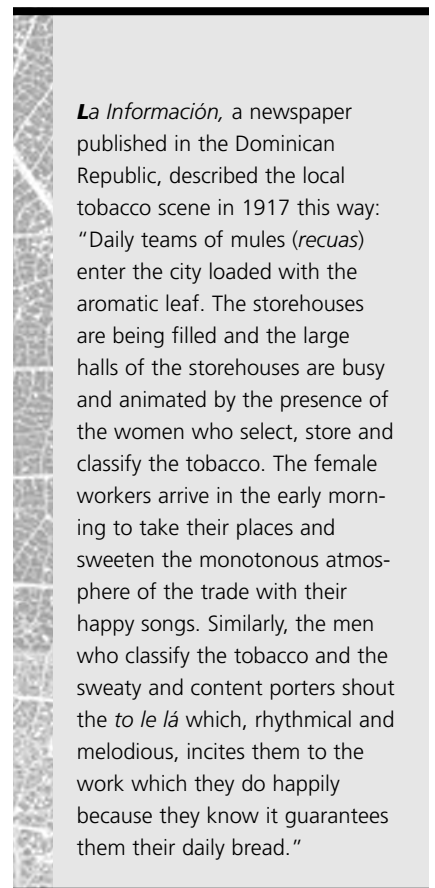 La Información, a newspaper
published in the Dominican
Republic, described the local
tobacco scene in 1917 this way:
“Daily teams of mules (recuas)
enter the city loaded with the
aromatic leaf. The storehouses
are being filled and the large
halls of the storehouses are busy
and animated by the presence of
the women who select, store and
classify the tobacco. The female
workers arrive in the early morn-
ing to take their places and
sweeten the monotonous atmos-
phere of the trade with their
happy songs. Similarly, the men
who classify the tobacco and the
sweaty and content porters shout
the to le lá which, rhythmical and
melodious, incites them to the
work which they do happily
because they know it guarantees
them their daily bread.”